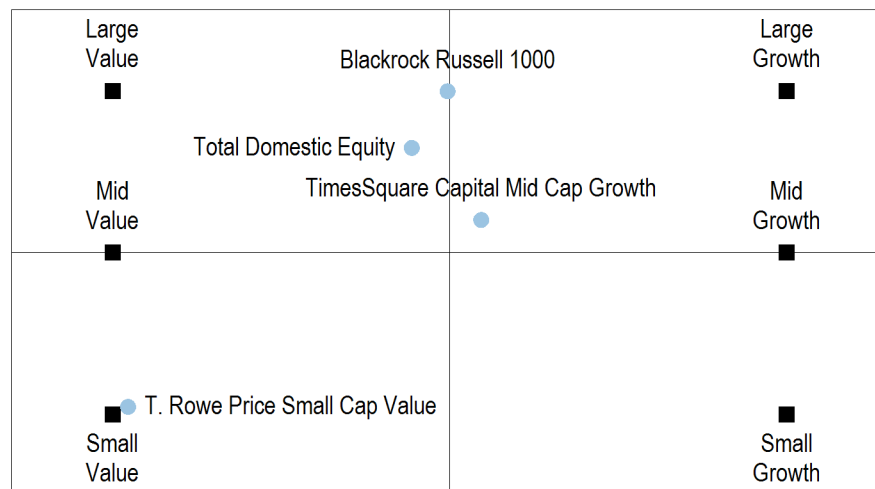 Large
Value
Large
Growth
Blackrock Russell 1000
Total Domestic Equity
Mid
Value
TimesSquare Capital Mid Cap Growth
Mid
Growth
T. Rowe Price Small Cap Value
Small
Value
Small
Growth